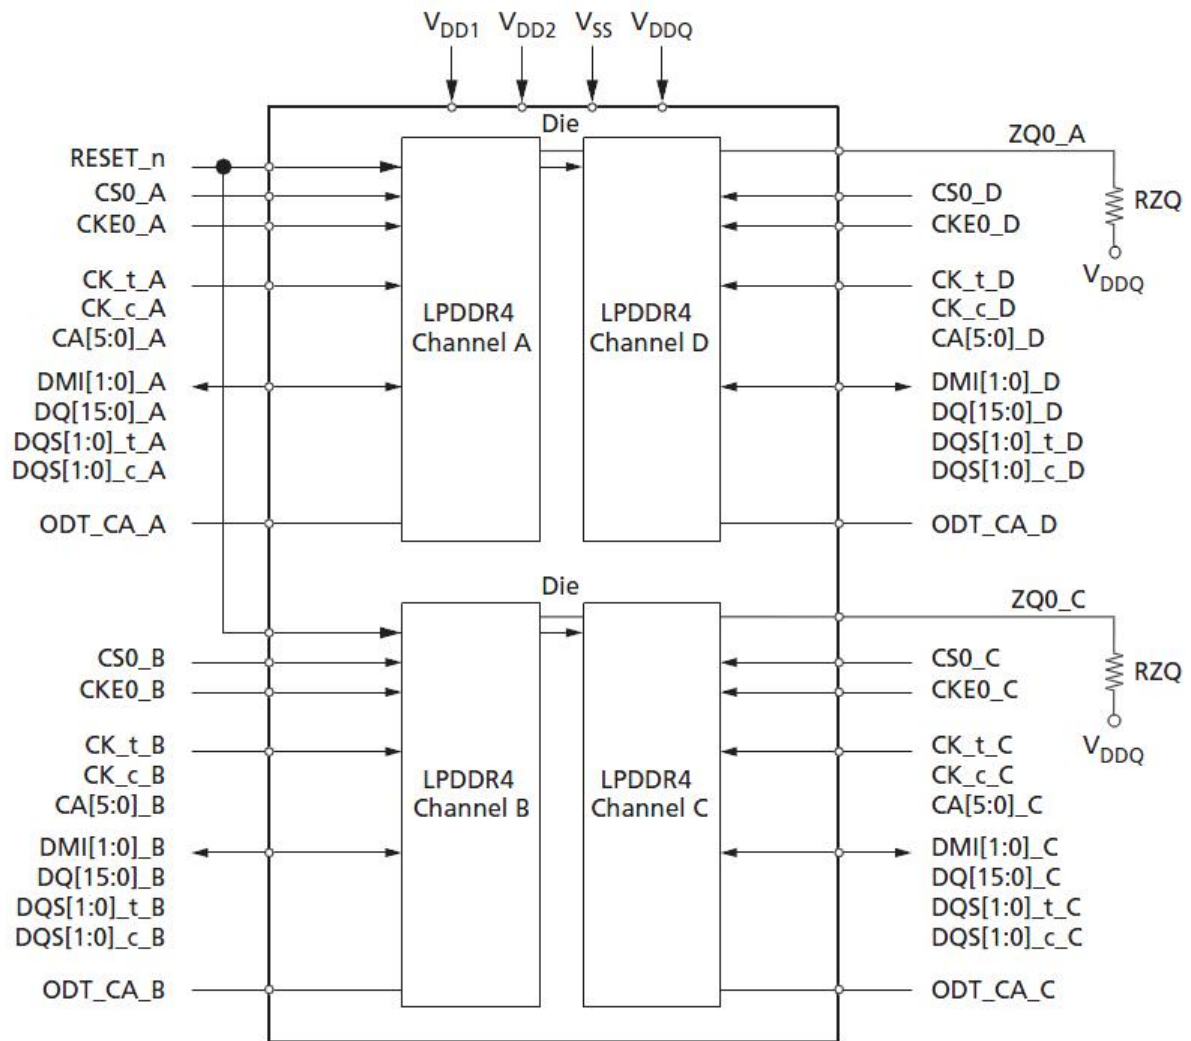 VDD1 VDD2 VSS VDDQ
Die
RESET_n
CS0_A
CKE0_A
CK_t_A
CK_c_A
CA[5:0]_A
DMI[1:0]_A
DQ[15:0]_A
DQS[1:0]_t_A
DQS[1:0]_c_A
ODT_CA_A
LPDDR4
Channel A
LPDDR4
Channel D
ZQ0_A
RZQ
VDDQ
CS0_D
CKE0_D
CK_t_D
CK_c_D
CA[5:0]_D
DMI[1:0]_D
DQ[15:0]_D
DQS[1:0]_t_D
DQS[1:0]_c_D
ODT_CA_D
Die
CS0_B
CKE0_B
CK_t_B
CK_c_B
CA[5:0]_B
DMI[1:0]_B
DQ[15:0]_B
DQS[1:0]_t_B
DQS[1:0]_c_B
ODT_CA_B
LPDDR4
Channel B
LPDDR4
Channel C
ZQ0_C
RZQ
VDDQ
CS0_C
CKE0_C
CK_t_C
CK_c_C
CA[5:0]_C
DMI[1:0]_C
DQ[15:0]_C
DQS[1:0]_t_C
DQS[1:0]_c_C
ODT_CA_C